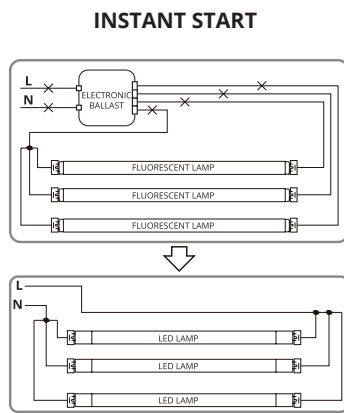 INSTANT START
L
N
ELECTRONIC
BALLAST
FLUORESCENT LAMP
FLUORESCENT LAMP
FLUORESCENT LAMP
L
N
LED LAMP
LED LAMP
LED LAMP